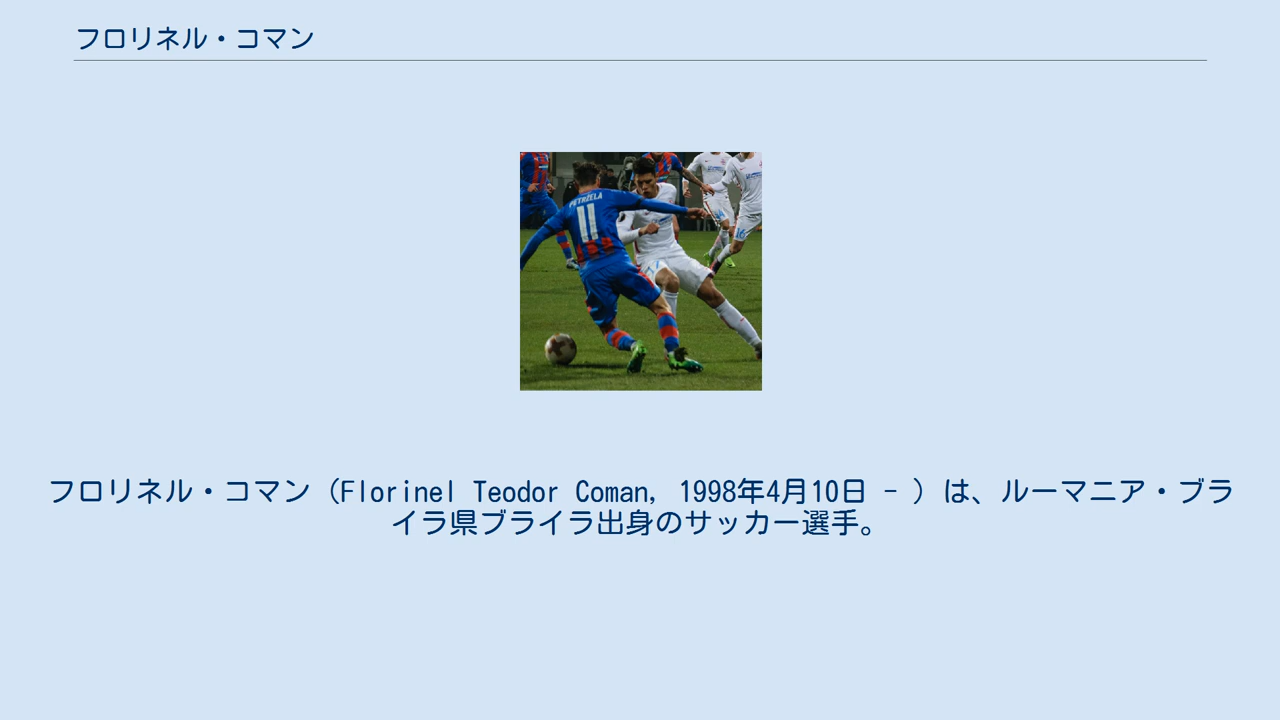 フロリネル・コマン
PETRŽELA
11
フロリネル・コマン（Florinel Teodor Coman, 1998年4月10日 - ）は、ルーマニア・ブラ
イラ県ブライラ出身のサッカー選手。